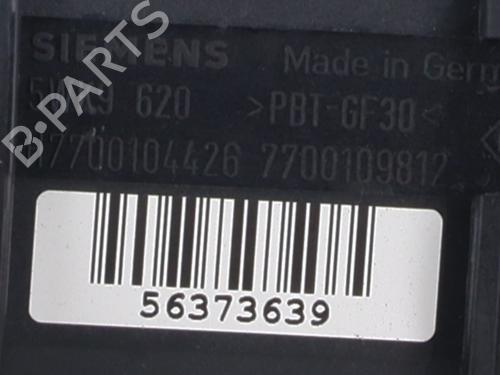 SIEMENS Made in Germ
620 >PBT-GF30<
7700104426 7700109812
56373639
B-PARTS